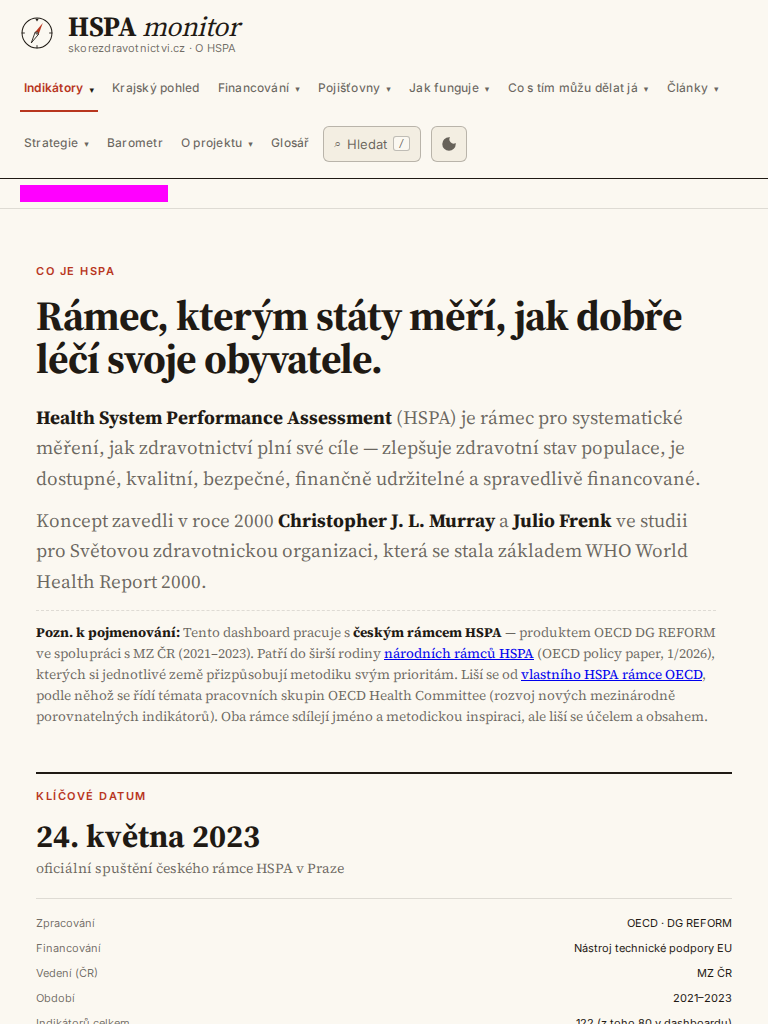 HSPA monitor
skorezdravotnictvi.cz · O HSPA
Indikátory ▾ Krajský pohled Financování ▾ Pojišťovny ▾ Jak funguje ▾ Co s tím můžu dělat já ▾ Články ▾
Strategie ▾ Barometr O projektu ▾ Glosář ⌕ Hledat /
CO JE HSPA
Rámec, kterým státy měří, jak dobře
léčí svoje obyvatele.
Health System Performance Assessment (HSPA) je rámec pro systematické
měření, jak zdravotnictví plní své cíle — zlepšuje zdravotní stav populace, je
dostupné, kvalitní, bezpečné, finančně udržitelné a spravedlivě financované.
Koncept zavedli v roce 2000 Christopher J. L. Murray a Julio Frenk ve studii
pro Světovou zdravotnickou organizaci, která se stala základem WHO World
Health Report 2000.
Pozn. k pojmenování: Tento dashboard pracuje s českým rámcem HSPA — produktem OECD DG REFORM
ve spolupráci s MZ ČR (2021–2023). Patří do širší rodiny národních rámců HSPA (OECD policy paper, 1/2026),
kterých si jednotlivé země přizpůsobují metodiku svým prioritám. Liší se od vlastního HSPA rámce OECD,
podle něhož se řídí témata pracovních skupin OECD Health Committee (rozvoj nových mezinárodně
porovnatelných indikátorů). Oba rámce sdílejí jméno a metodickou inspiraci, ale liší se účelem a obsahem.
KLÍČOVÉ DATUM
24. května 2023
oficiální spuštění českého rámce HSPA v Praze
Zpracování OECD · DG REFORM
Financování Nástroj technické podpory EU
Vedení (ČR) MZ ČR
Období 2021–2023
Indikátorů celkem 122 (z toho 80 v dashboardu)